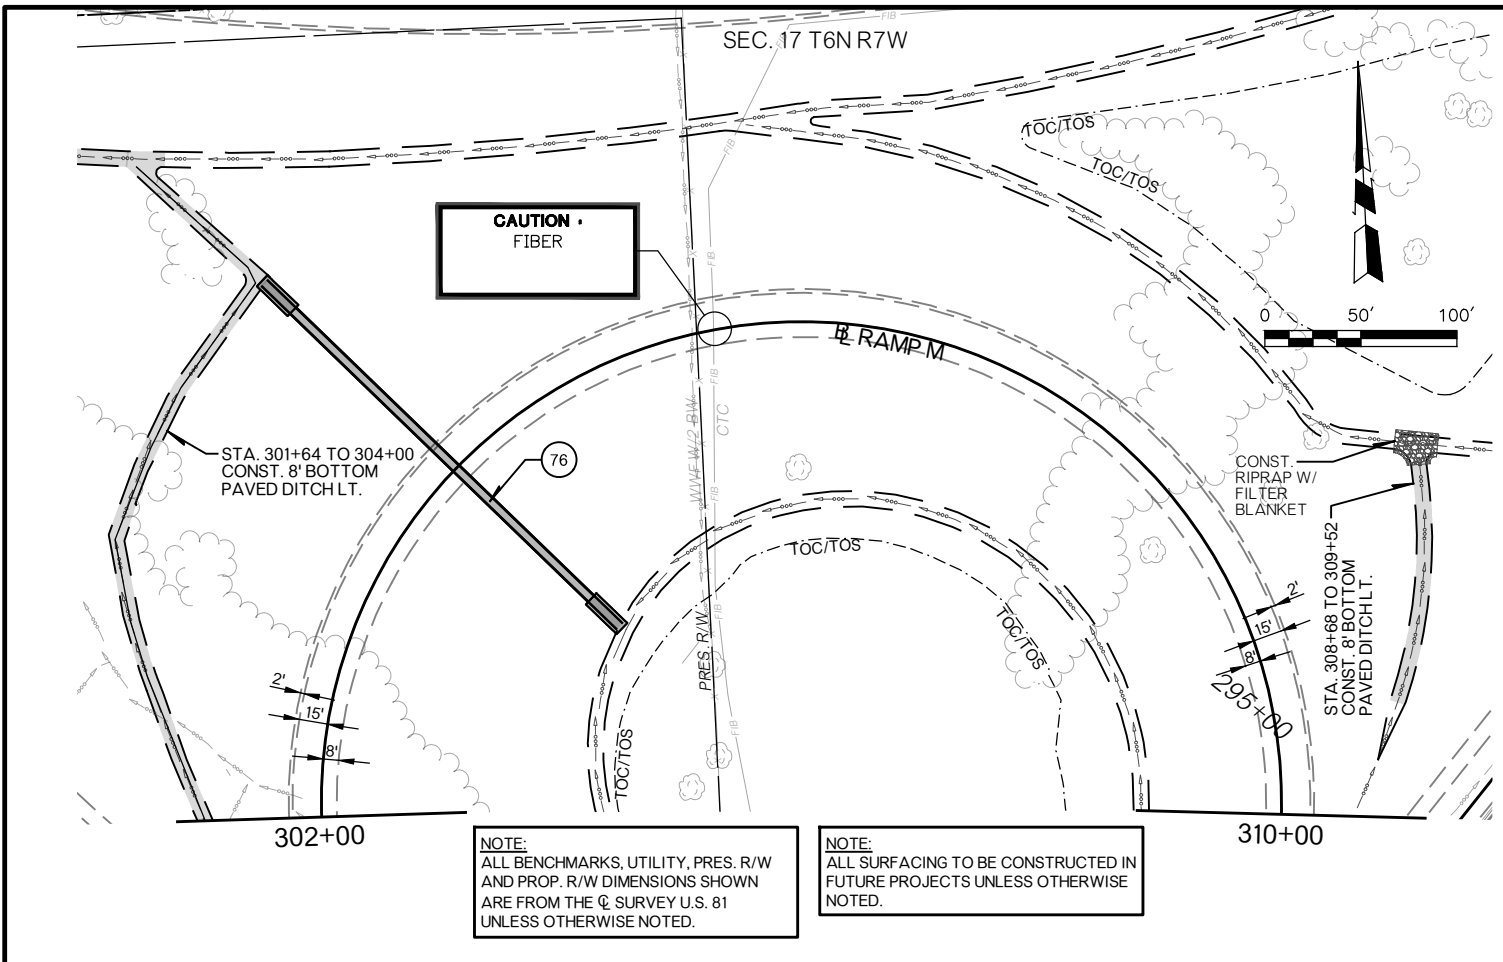 FIB
SEC. 17 T6N R7W
FIB
TOC/TOS
TOC/TOS
CAUTION :
FIBER
FIB
0 50' 100'
℄ RAMP M
FIB
WWF W/2 BW
CTC
STA. 301+64 TO 304+00
CONST. 8' BOTTOM
PAVED DITCH LT.
76
CONST.
RIPRAP W/
FILTER
BLANKET
STA. 308+68 TO 309+52
CONST. 8' BOTTOM
PAVED DITCH LT.
TOC/TOS
TOC/TOS
FIB
PRES. R/W
2'
15'
8'
295+00
2'
15'
8'
FIB
TOC/TOS
302+00
310+00
NOTE:
ALL BENCHMARKS, UTILITY, PRES. R/W
AND PROP. R/W DIMENSIONS SHOWN
ARE FROM THE ℄ SURVEY U.S. 81
UNLESS OTHERWISE NOTED.
NOTE:
ALL SURFACING TO BE CONSTRUCTED IN
FUTURE PROJECTS UNLESS OTHERWISE
NOTED.